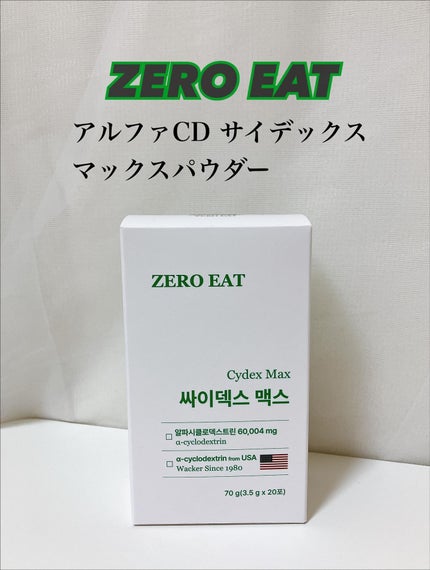 ZERO EAT
アルファCD サイデックス
マックスパウダー
ZERO EAT
Cydex Max
싸이덱스 맥스
알파시클로덱스트린 60,004 mg
α-cyclodextrin
α-cyclodextrin from USA
Wacker Since 1980
70 g(3.5 g x 20포)